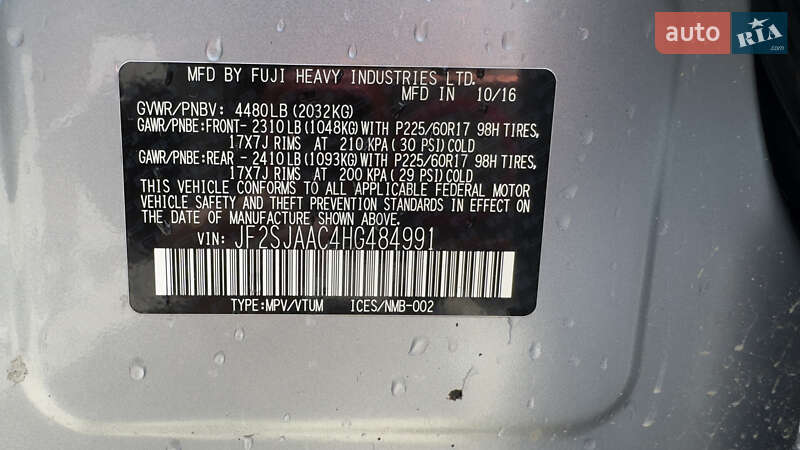 auto RIA
.com
MFD BY FUJI HEAVY INDUSTRIES LTD.
MFD IN 10/16
GVWR/PNBV: 4480LB (2032KG)
GAWR/PNBE:FRONT- 2310LB (1048KG) WITH P225/60R17 98H TIRES,
17X7J RIMS AT 210 KPA ( 30 PSI) COLD
GAWR/PNBE:REAR - 2410LB (1093KG) WITH P225/60R17 98H TIRES,
17X7J RIMS AT 200 KPA (29 PSI) COLD
THIS VEHICLE CONFORMS TO ALL APPLICABLE FEDERAL MOTOR
VEHICLE SAFETY AND THEFT PREVENTION STANDARDS IN EFFECT ON
THE DATE OF MANUFACTURE SHOWN ABOVE.
VIN: JF2SJAAC4HG484991
TYPE:MPV/VTUM ICES/NMB-002